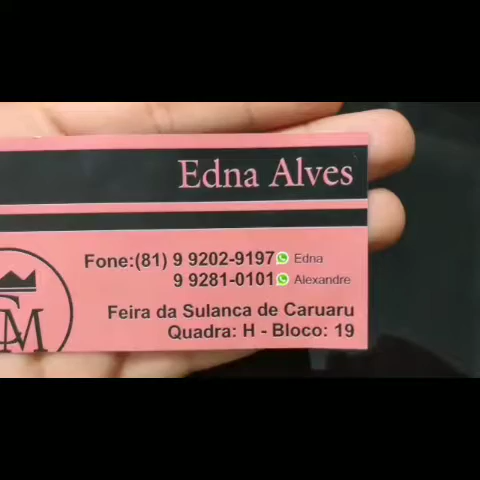 Edna Alves
Fone:(81) 9 9202-9197 Edna
9 9281-0101 Alexandre
Feira da Sulanca de Caruaru
Quadra: H - Bloco: 19